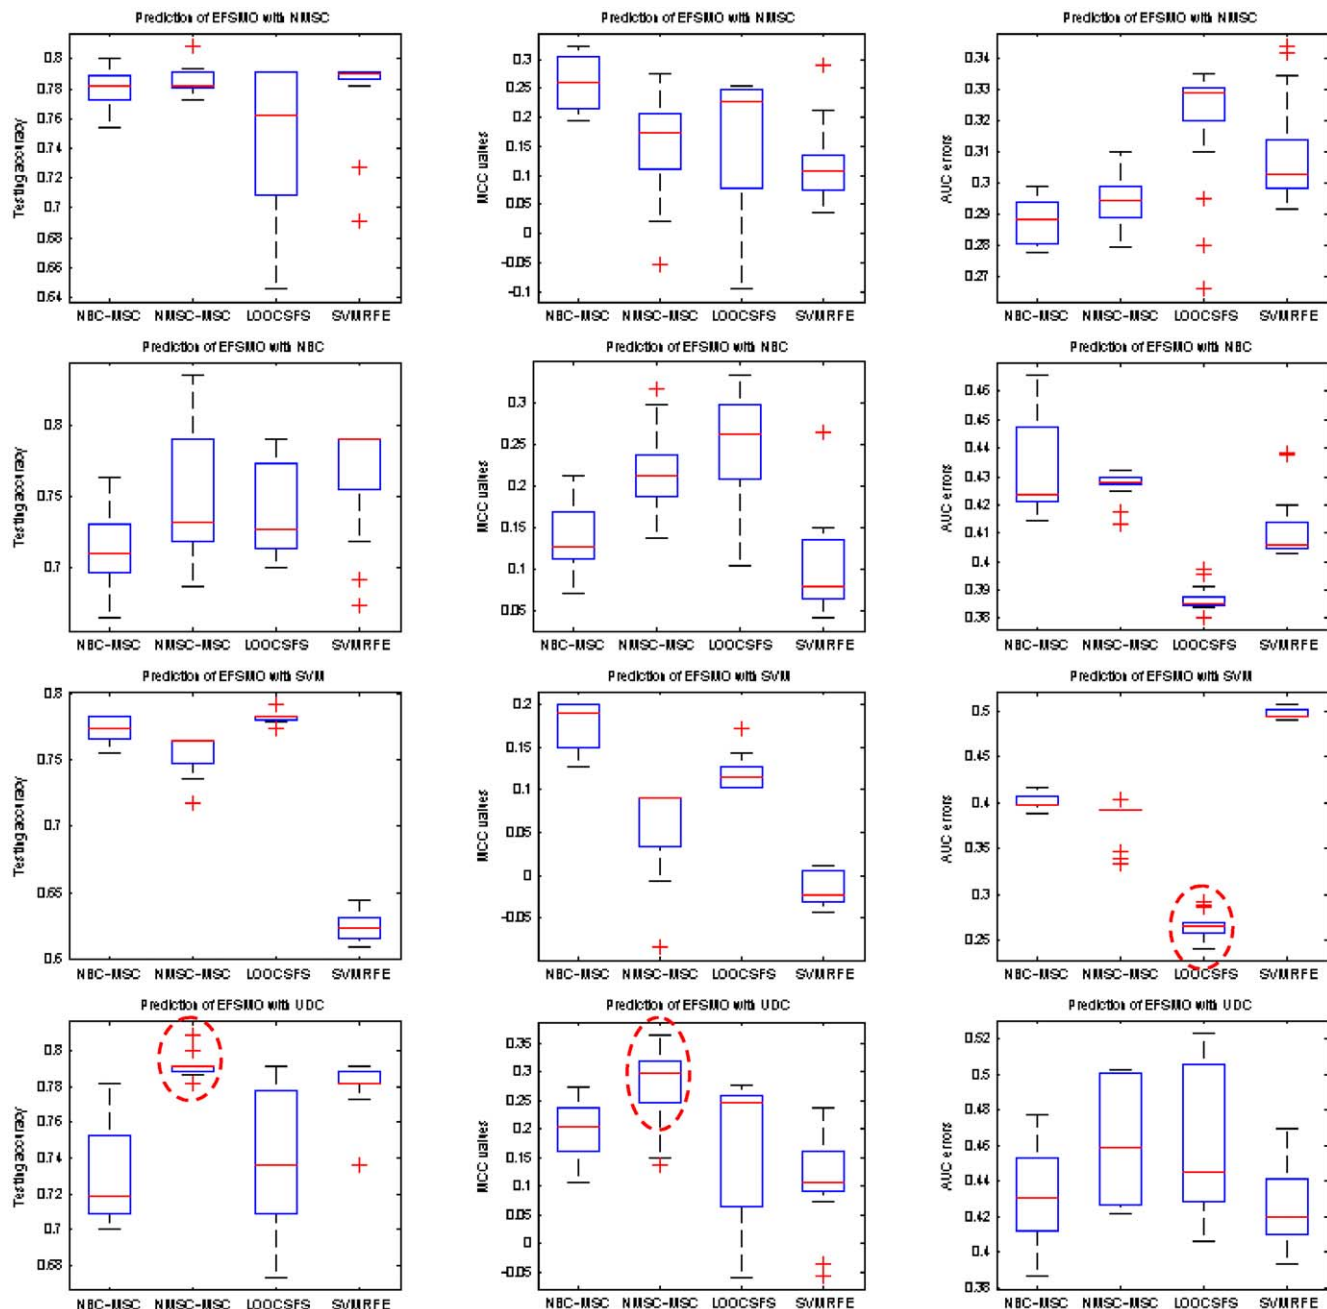 Prediction of EFSMO with NMSC
Prediction of EFSMO with NMSC
Prediction of EFSMO with NMSC
Testing accuracy
0.8
0.78
0.76
0.74
0.72
0.7
0.68
0.66
0.64
NBC-MSC NMSC-MSC LOOCSFS SVMRFE
MCC values
0.3
0.25
0.2
0.15
0.1
0.05
0
-0.05
-0.1
NBC-MSC NMSC-MSC LOOCSFS SVMRFE
AUC errors
0.34
0.33
0.32
0.31
0.3
0.29
0.28
0.27
NBC-MSC NMSC-MSC LOOCSFS SVMRFE
Prediction of EFSMO with NBC
Prediction of EFSMO with NBC
Prediction of EFSMO with NBC
Testing accuracy
0.8
0.75
0.7
NBC-MSC NMSC-MSC LOOCSFS SVMRFE
MCC values
0.3
0.25
0.2
0.15
0.1
0.05
NBC-MSC NMSC-MSC LOOCSFS SVMRFE
AUC errors
0.46
0.45
0.44
0.43
0.42
0.41
0.4
0.39
0.38
NBC-MSC NMSC-MSC LOOCSFS SVMRFE
Prediction of EFSMO with SVM
Prediction of EFSMO with SVM
Prediction of EFSMO with SVM
Testing accuracy
0.8
0.75
0.7
0.65
0.6
NBC-MSC NMSC-MSC LOOCSFS SVMRFE
MCC values
0.2
0.15
0.1
0.05
0
-0.05
NBC-MSC NMSC-MSC LOOCSFS SVMRFE
AUC errors
0.5
0.45
0.4
0.35
0.3
0.25
NBC-MSC NMSC-MSC LOOCSFS SVMRFE
Prediction of EFSMO with UDC
Prediction of EFSMO with UDC
Prediction of EFSMO with UDC
Testing accuracy
0.8
0.78
0.76
0.74
0.72
0.7
0.68
NBC-MSC NMSC-MSC LOOCSFS SVMRFE
MCC values
0.35
0.3
0.25
0.2
0.15
0.1
0.05
0
-0.05
NBC-MSC NMSC-MSC LOOCSFS SVMRFE
AUC errors
0.52
0.5
0.48
0.46
0.44
0.42
0.4
0.38
NBC-MSC NMSC-MSC LOOCSFS SVMRFE